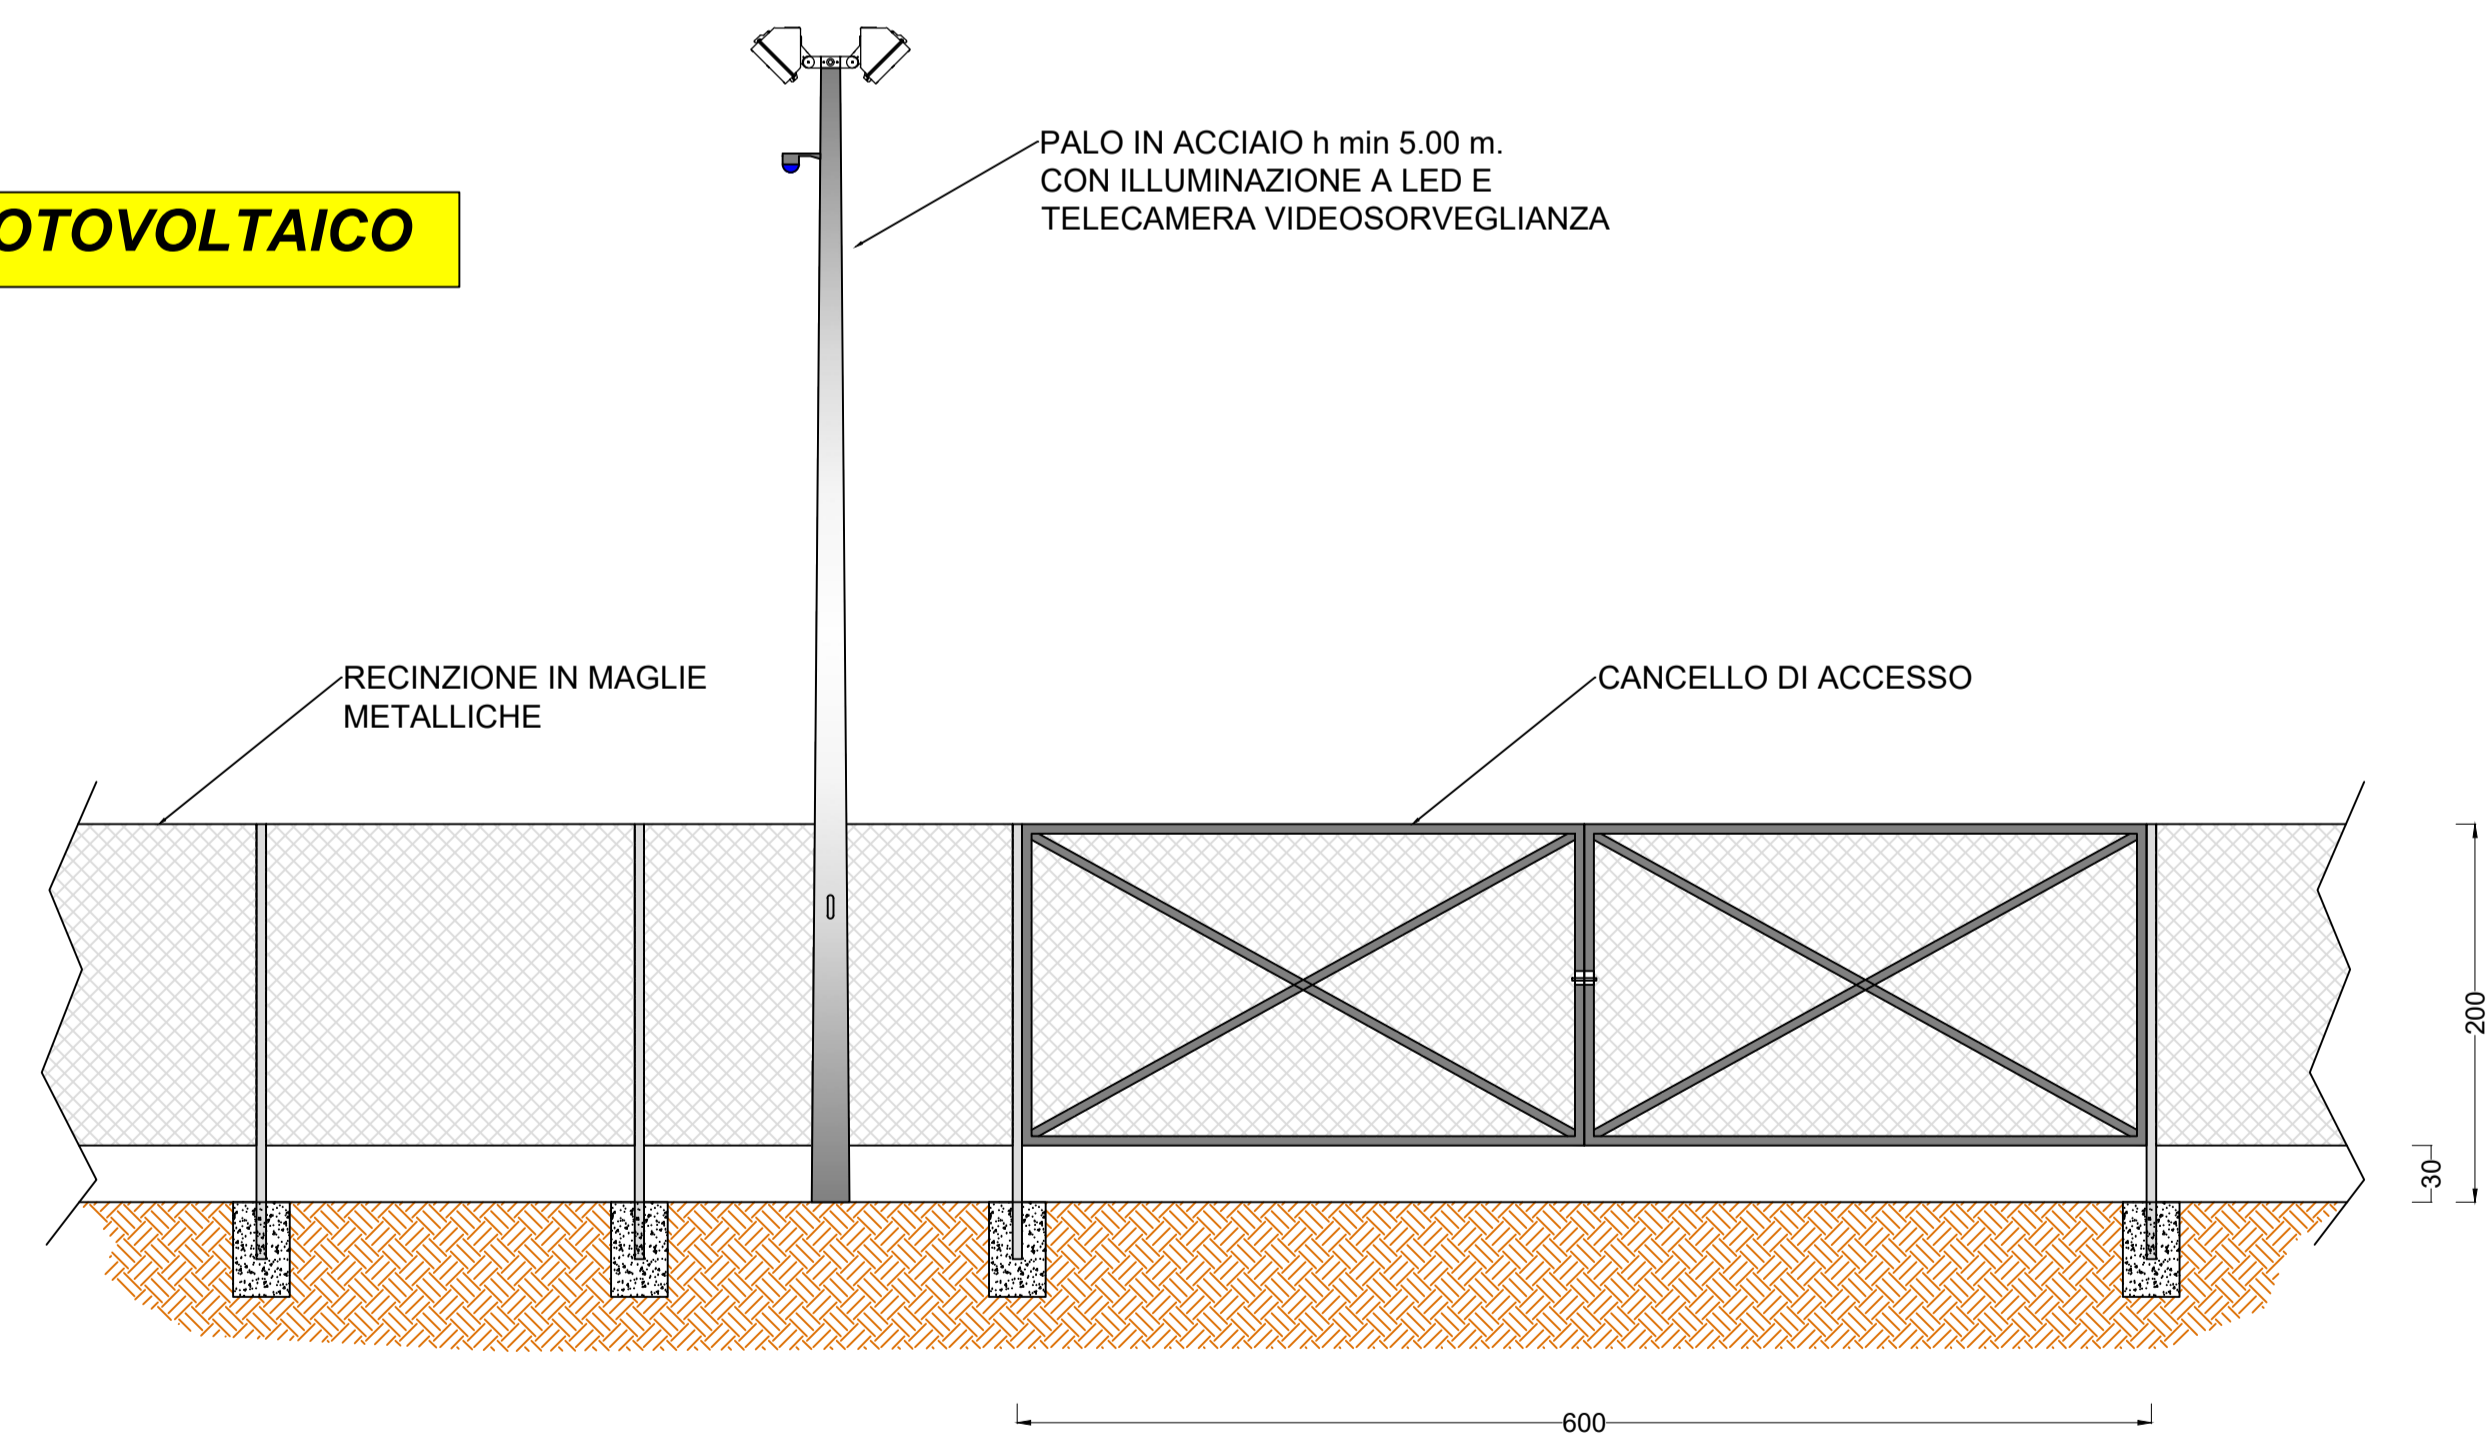 PALO IN ACCIAIO h min 5.00 m.
CON ILLUMINAZIONE A LED E
TELECAMERA VIDEOSORVEGLIANZA
OTOVOLTAICO
RECINZIONE IN MAGLIE
METALLICHE
CANCELLO DI ACCESSO
200
30
600